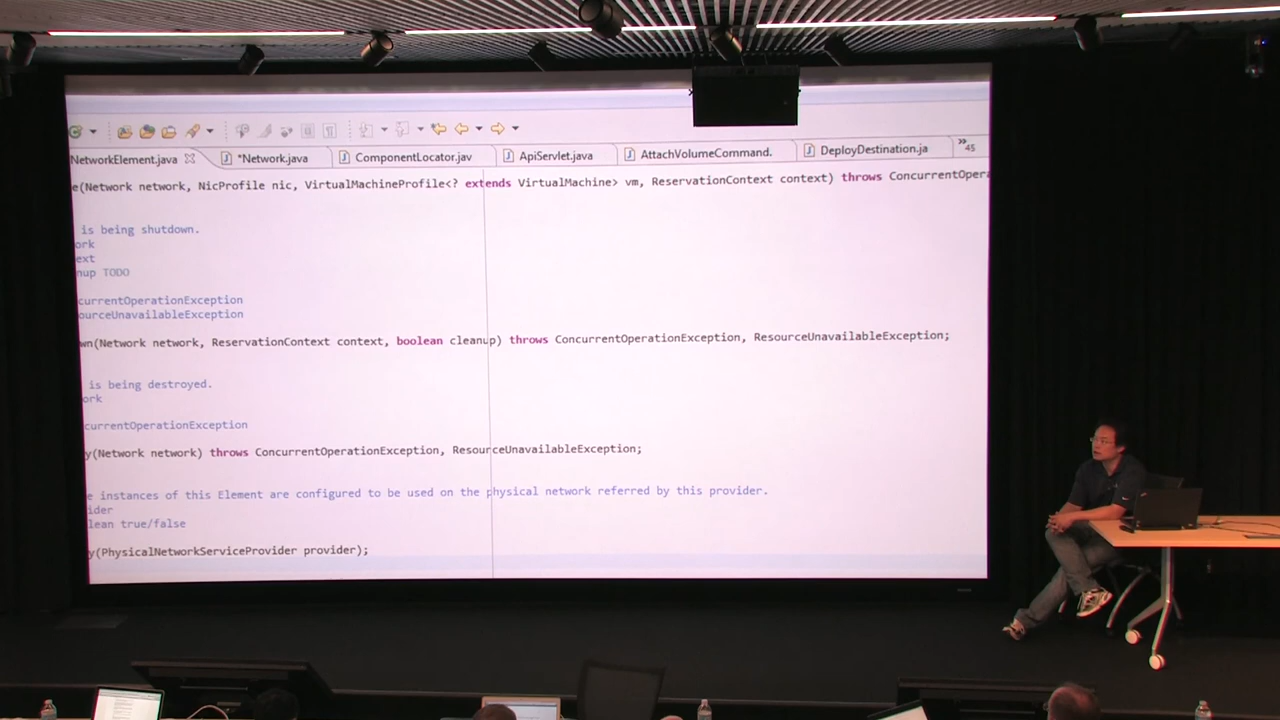 NetworkElement.java *Network.java ComponentLocator.jav ApiServlet.java AttachVolumeCommand. DeployDestination.ja 45
e(Network network, NicProfile nic, VirtualMachineProfile<? extends VirtualMachine> vm, ReservationContext context) throws ConcurrentOpera
is being shutdown.
ork
ext
nup TODO
currentOperationException
ourceUnavailableException
wn(Network network, ReservationContext context, boolean cleanup) throws ConcurrentOperationException, ResourceUnavailableException;
is being destroyed.
ork
currentOperationException
y(Network network) throws ConcurrentOperationException, ResourceUnavailableException;
e instances of this Element are configured to be used on the physical network referred by this provider.
ider
lean true/false
y(PhysicalNetworkServiceProvider provider);